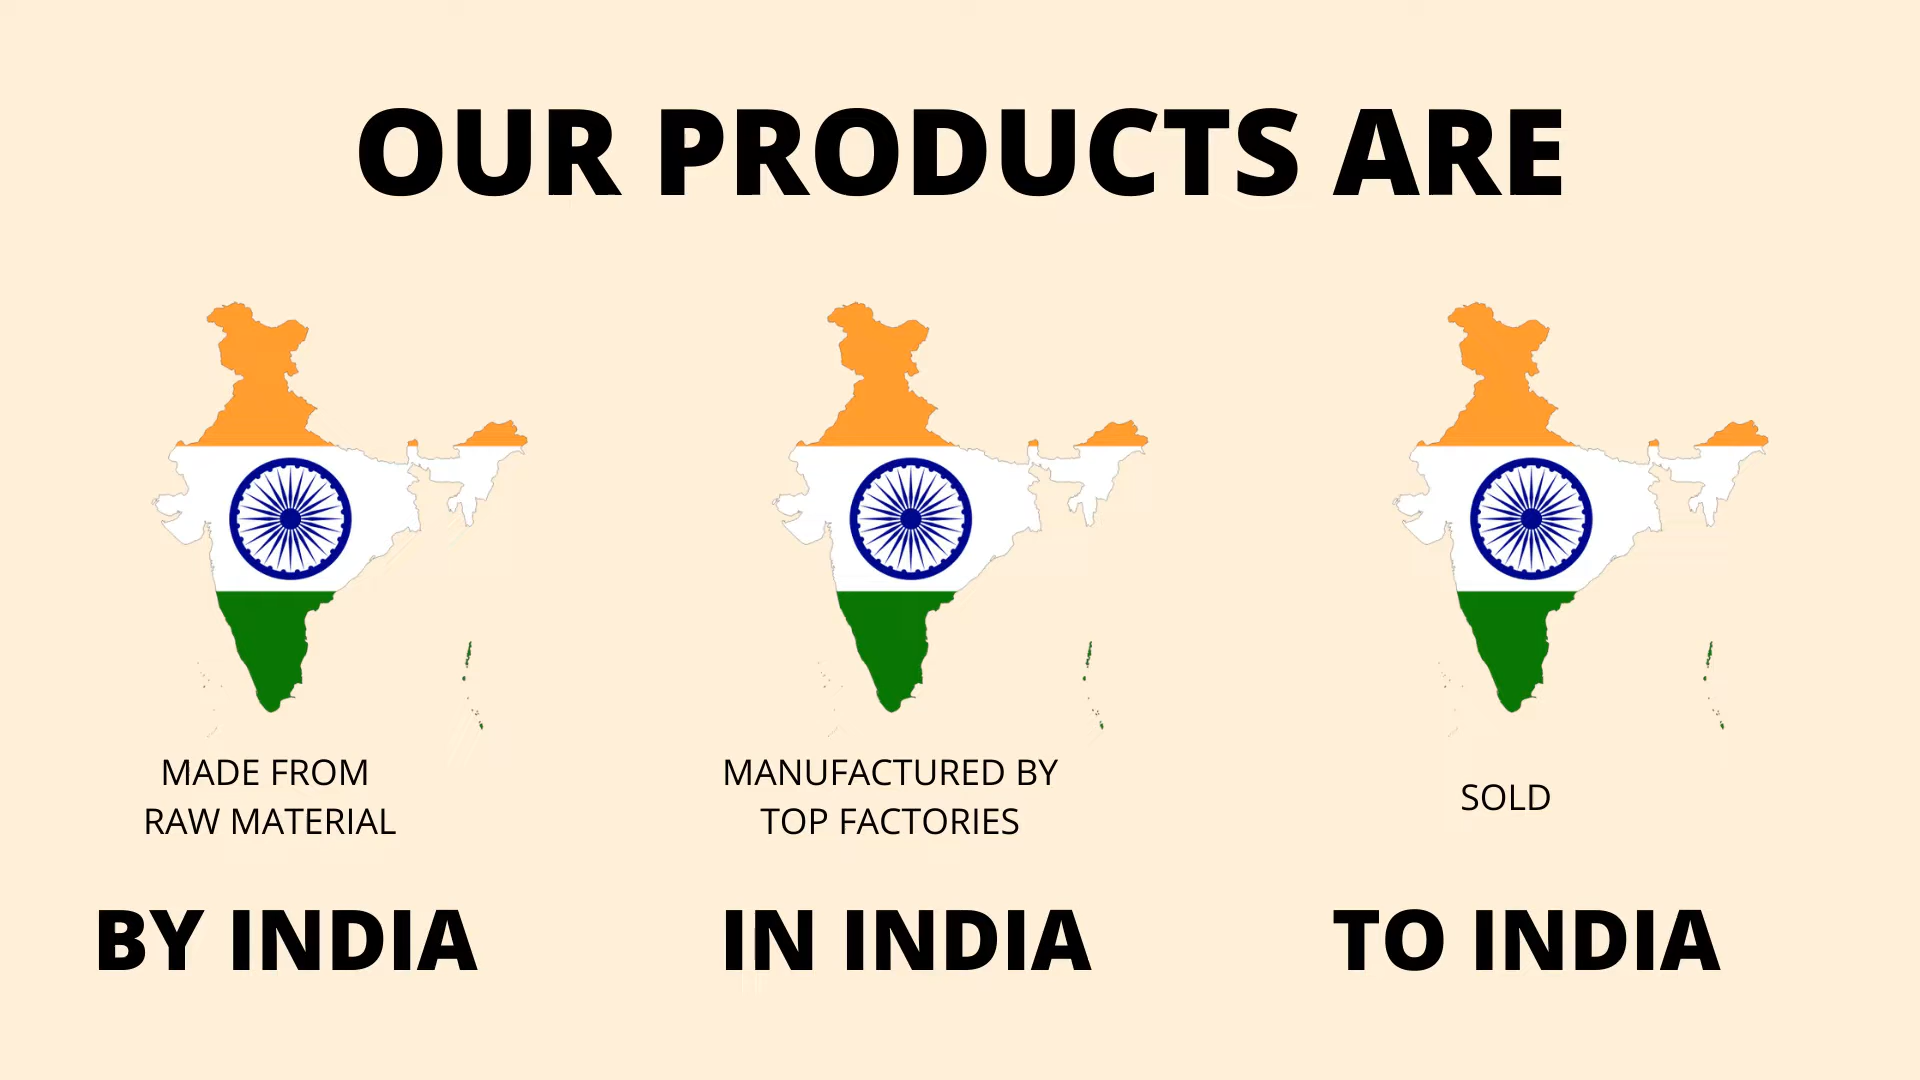 OUR PRODUCTS ARE
MADE FROM
RAW MATERIAL
BY INDIA
MANUFACTURED BY
TOP FACTORIES
IN INDIA
SOLD
TO INDIA